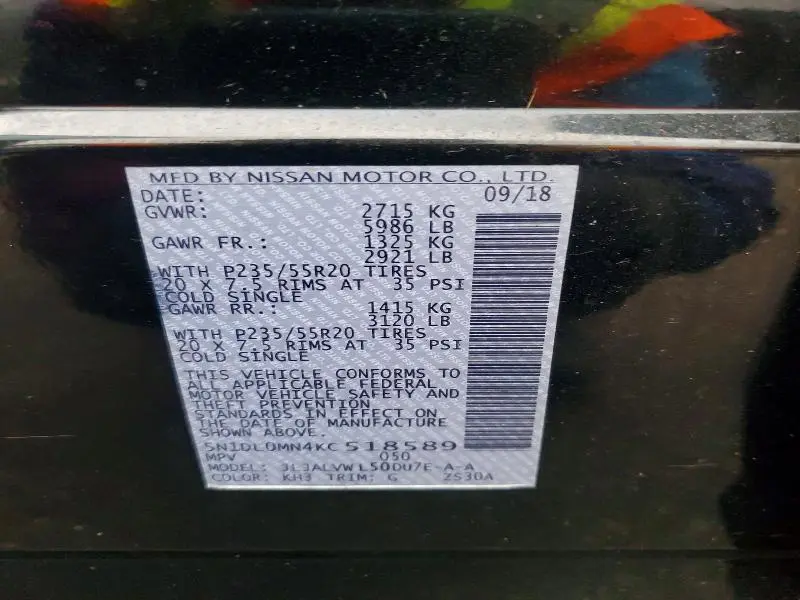 MFD BY NISSAN MOTOR CO., LTD.
DATE: 09/18
GVWR: 2715 KG
5986 LB
GAWR FR.: 1325 KG
2921 LB
WITH P235/55R20 TIRES
20 X 7.5 RIMS AT 35 PSI
COLD SINGLE
GAWR RR.: 1415 KG
3120 LB
WITH P235/55R20 TIRES
20 X 7.5 RIMS AT 35 PSI
COLD SINGLE
THIS VEHICLE CONFORMS TO
ALL APPLICABLE FEDERAL
MOTOR VEHICLE SAFETY AND
THEFT PREVENTION
STANDARDS IN EFFECT ON
THE DATE OF MANUFACTURE
SHOWN ABOVE.
5N1DL0MN4KC518589
MPV 050
MODEL:
COLOR: KH3 TRIM: G ZS30A